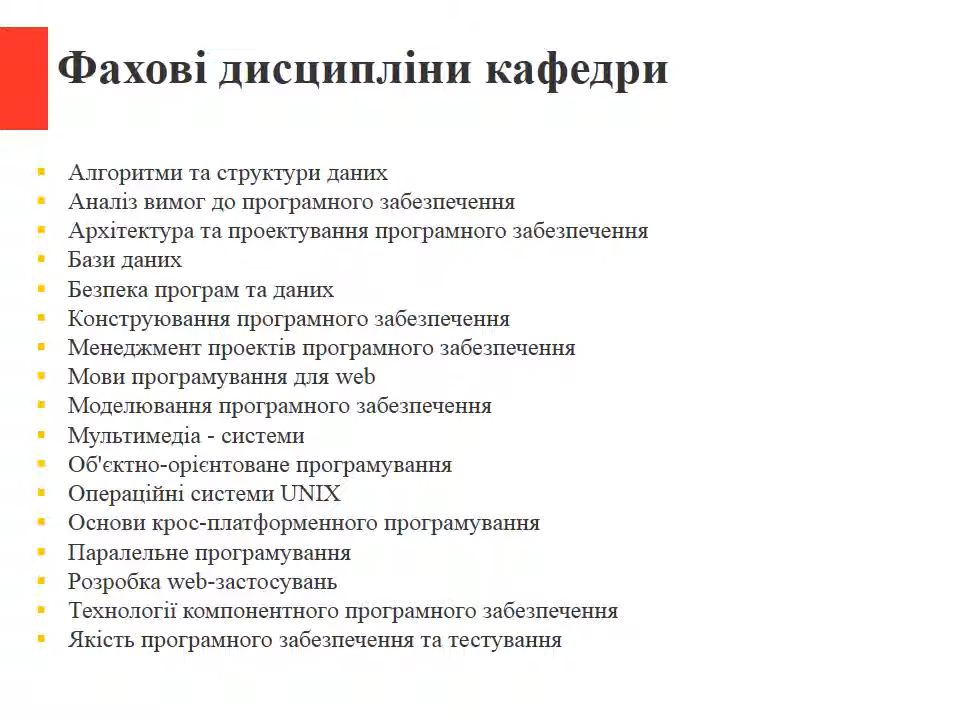 Фахові дисципліни кафедри
Алгоритми та структури даних
Аналіз вимог до програмного забезпечення
Архітектура та проектування програмного забезпечення
Бази даних
Безпека програм та даних
Конструювання програмного забезпечення
Менеджмент проектів програмного забезпечення
Мови програмування для web
Моделювання програмного забезпечення
Мультимедіа - системи
Об'єктно-орієнтоване програмування
Операційні системи UNIX
Основи крос-платформенного програмування
Паралельне програмування
Розробка web-застосувань
Технології компонентного програмного забезпечення
Якість програмного забезпечення та тестування